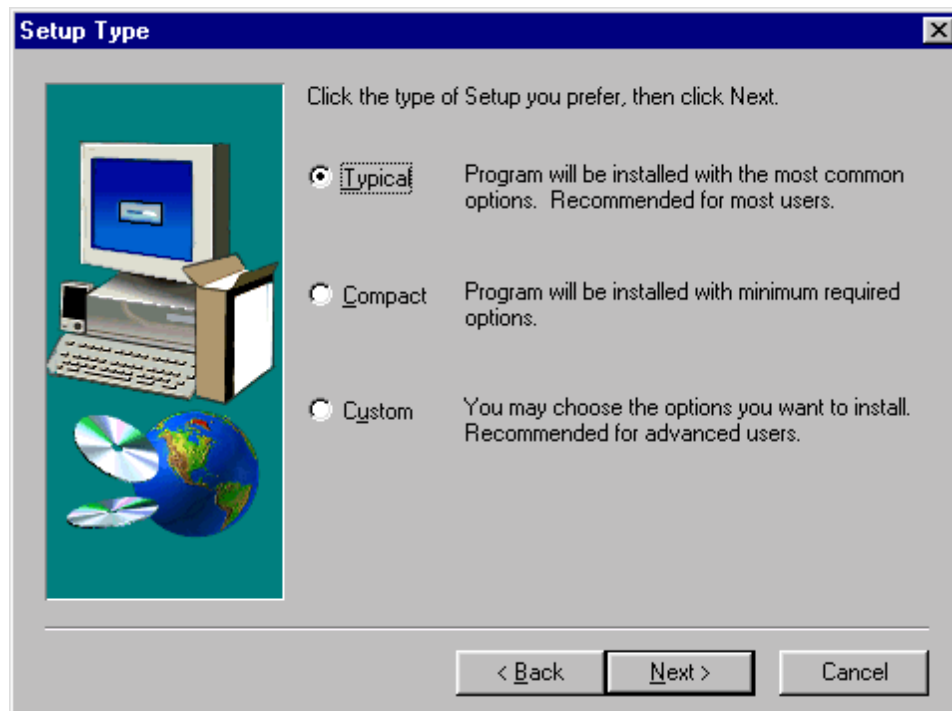 Setup Type
Click the type of Setup you prefer, then click Next.
Typical
Program will be installed with the most common
options.  Recommended for most users.
Compact
Program will be installed with minimum required
options.
Custom
You may choose the options you want to install.
Recommended for advanced users.
< Back
Next >
Cancel